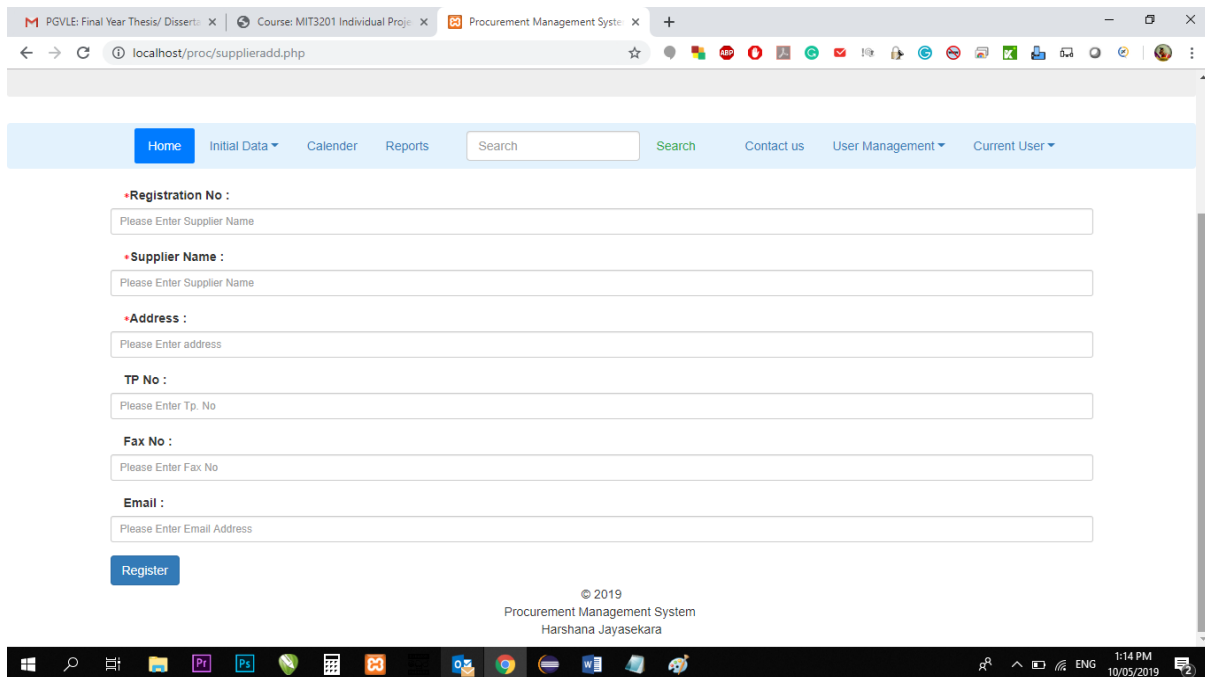 PGVLE: Final Year Thesis/ Disserta
Course: MIT3201 Individual Proje
Procurement Management Syste
localhost/proc/supplieradd.php
Home Initial Data Calender Reports Search Search Contact us User Management Current User
*Registration No :
Please Enter Supplier Name
*Supplier Name :
Please Enter Supplier Name
*Address :
Please Enter address
TP No :
Please Enter Tp. No
Fax No :
Please Enter Fax No
Email :
Please Enter Email Address
Register
© 2019
Procurement Management System
Harshana Jayasekara
ABP
Pr Ps
ENG
1:14 PM
10/05/2019
2